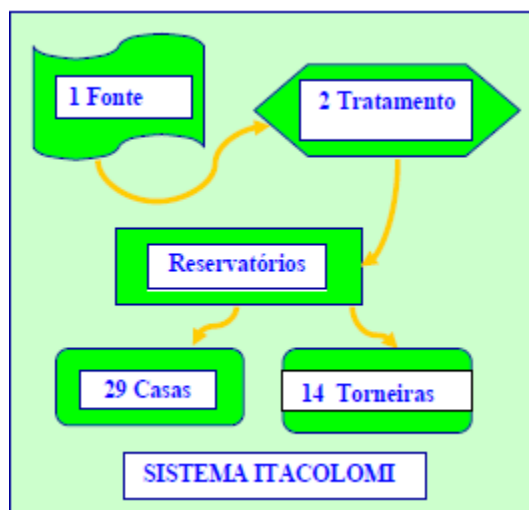 1 Fonte
2 Tratamento
Reservatórios
29 Casas
14 Torneiras
SISTEMA ITACOLOMI